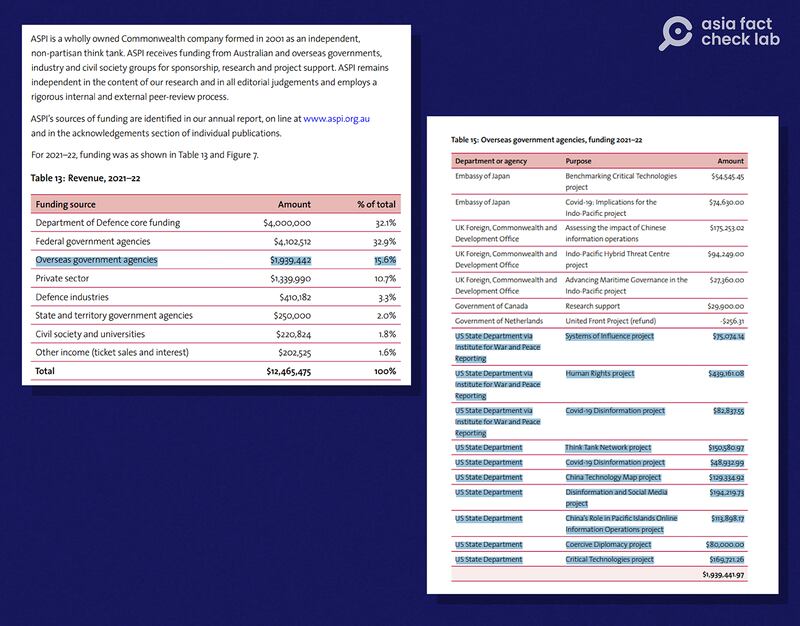 asia fact
check lab
ASPI is a wholly owned Commonwealth company formed in 2001 as an independent,
non-partisan think tank. ASPI receives funding from Australian and overseas governments,
industry and civil society groups for sponsorship, research and project support. ASPI remains
independent in the content of our research and in all editorial judgements and employs a
rigorous internal and external peer-review process.
ASPI's sources of funding are identified in our annual report, on line at www.aspi.org.au
and in the acknowledgements section of individual publications.
For 2021–22, funding was as shown in Table 13 and Figure 7.
Table 13: Revenue, 2021–22
Funding source Amount % of total
Department of Defence core funding $4,000,000 32.1%
Federal government agencies $4,102,512 32.9%
Overseas government agencies $1,939,442 15.6%
Private sector $1,339,990 10.7%
Defence industries $410,182 3.3%
State and territory government agencies $250,000 2.0%
Civil society and universities $220,824 1.8%
Other income (ticket sales and interest) $202,525 1.6%
Total $12,465,475 100%
Table 15: Overseas government agencies, funding 2021–22
Department or agency Purpose Amount
Embassy of Japan Benchmarking Critical Technologies $54,545.45
project
Embassy of Japan Covid-19: Implications for the $74,630.00
Indo-Pacific project
UK Foreign, Commonwealth and Assessing the impact of Chinese $175,253.02
Development Office information operations
UK Foreign, Commonwealth and Indo-Pacific Hybrid Threat Centre $94,249.00
Development Office project
UK Foreign, Commonwealth and Advancing Maritime Governance in the $27,360.00
Development Office Indo-Pacific project
Government of Canada Research support $29,900.00
Government of Netherlands United Front Project (refund) -$256.31
US State Department via Systems of Influence project $75,074.14
Institute for War and Peace
Reporting
US State Department via Human Rights project $439,161.08
Institute for War and Peace
Reporting
US State Department via Covid-19 Disinformation project $82,837.55
Institute for War and Peace
Reporting
US State Department Think Tank Network project $150,580.97
US State Department Covid-19 Disinformation project $48,932.99
US State Department China Technology Map project $129,334.92
US State Department Disinformation and Social Media $194,219.73
project
US State Department China's Role in Pacific Islands Online $113,898.17
Information Operations project
US State Department Coercive Diplomacy project $80,000.00
US State Department Critical Technologies project $169,721.26
$1,939,441.97